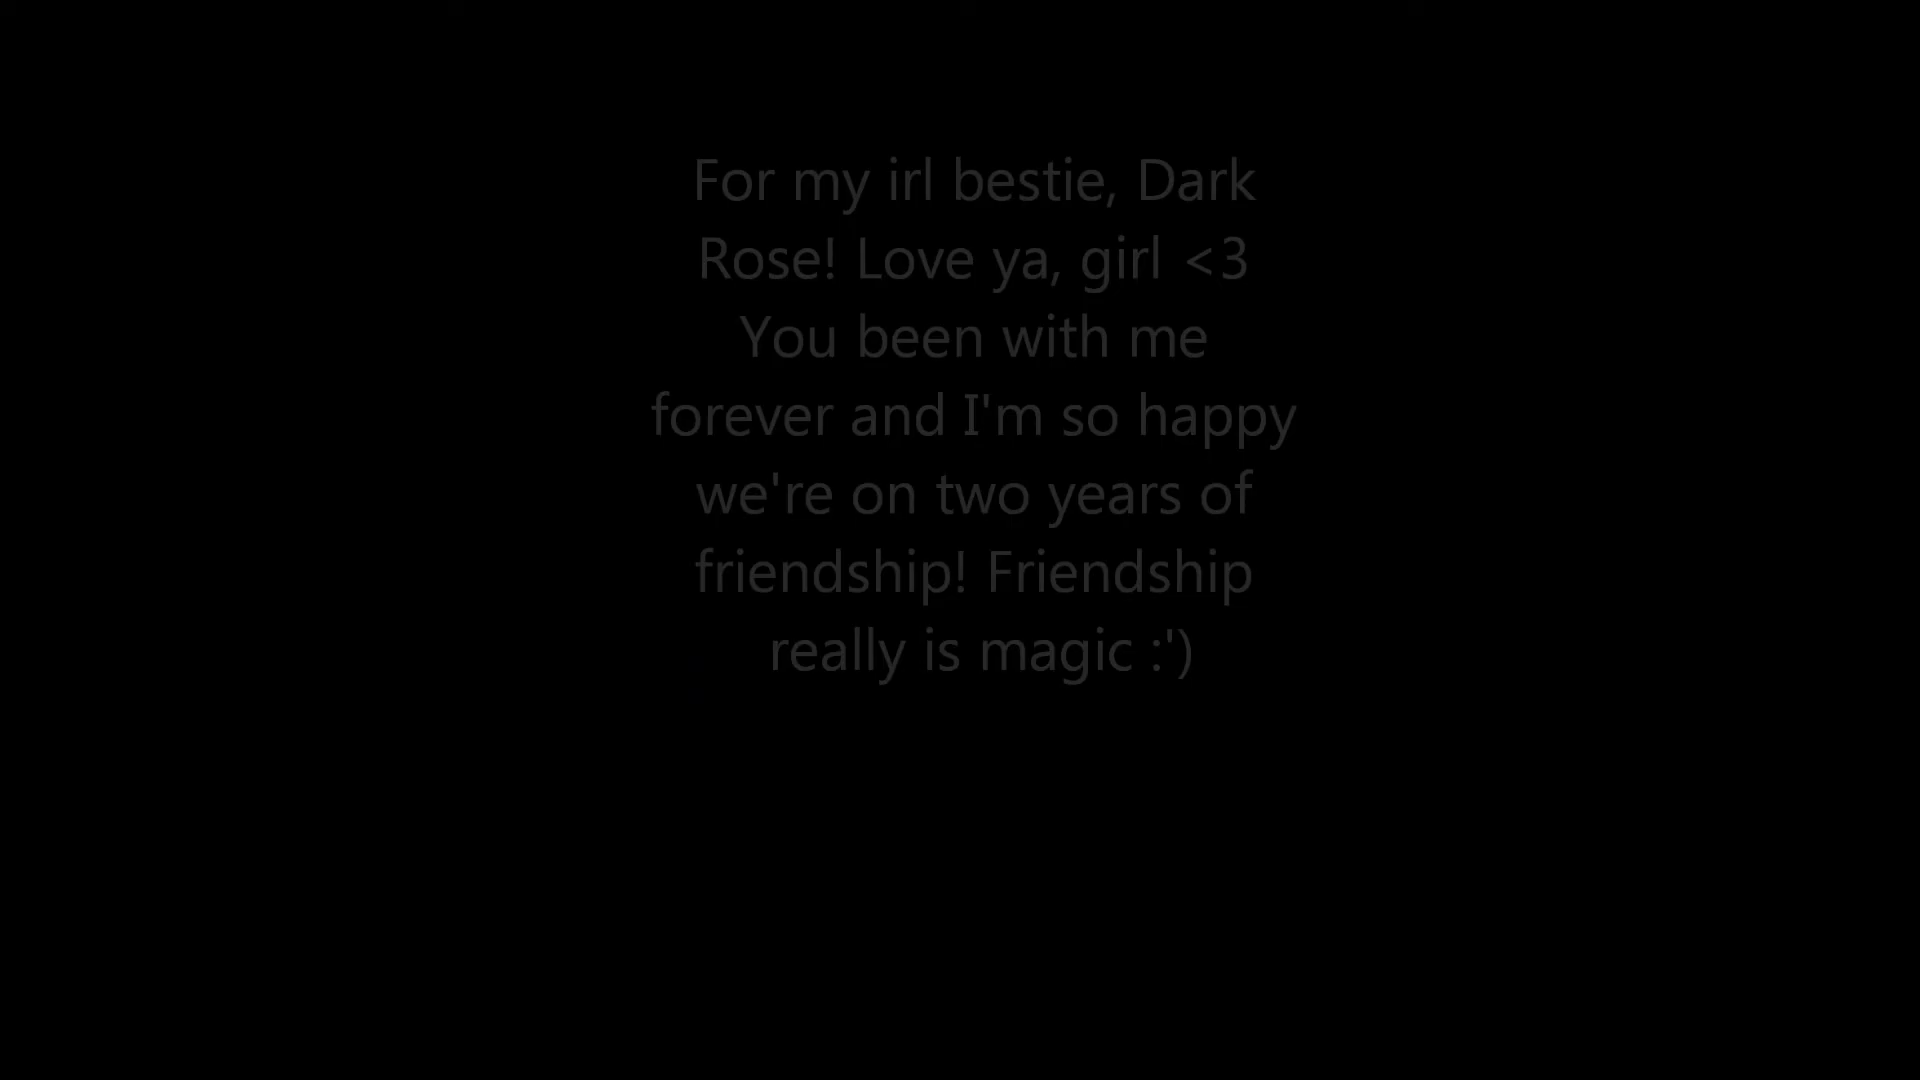 For my irl bestie, Dark
Rose! Love ya, girl <3
You been with me
forever and I'm so happy
we're on two years of
friendship! Friendship
really is magic :')